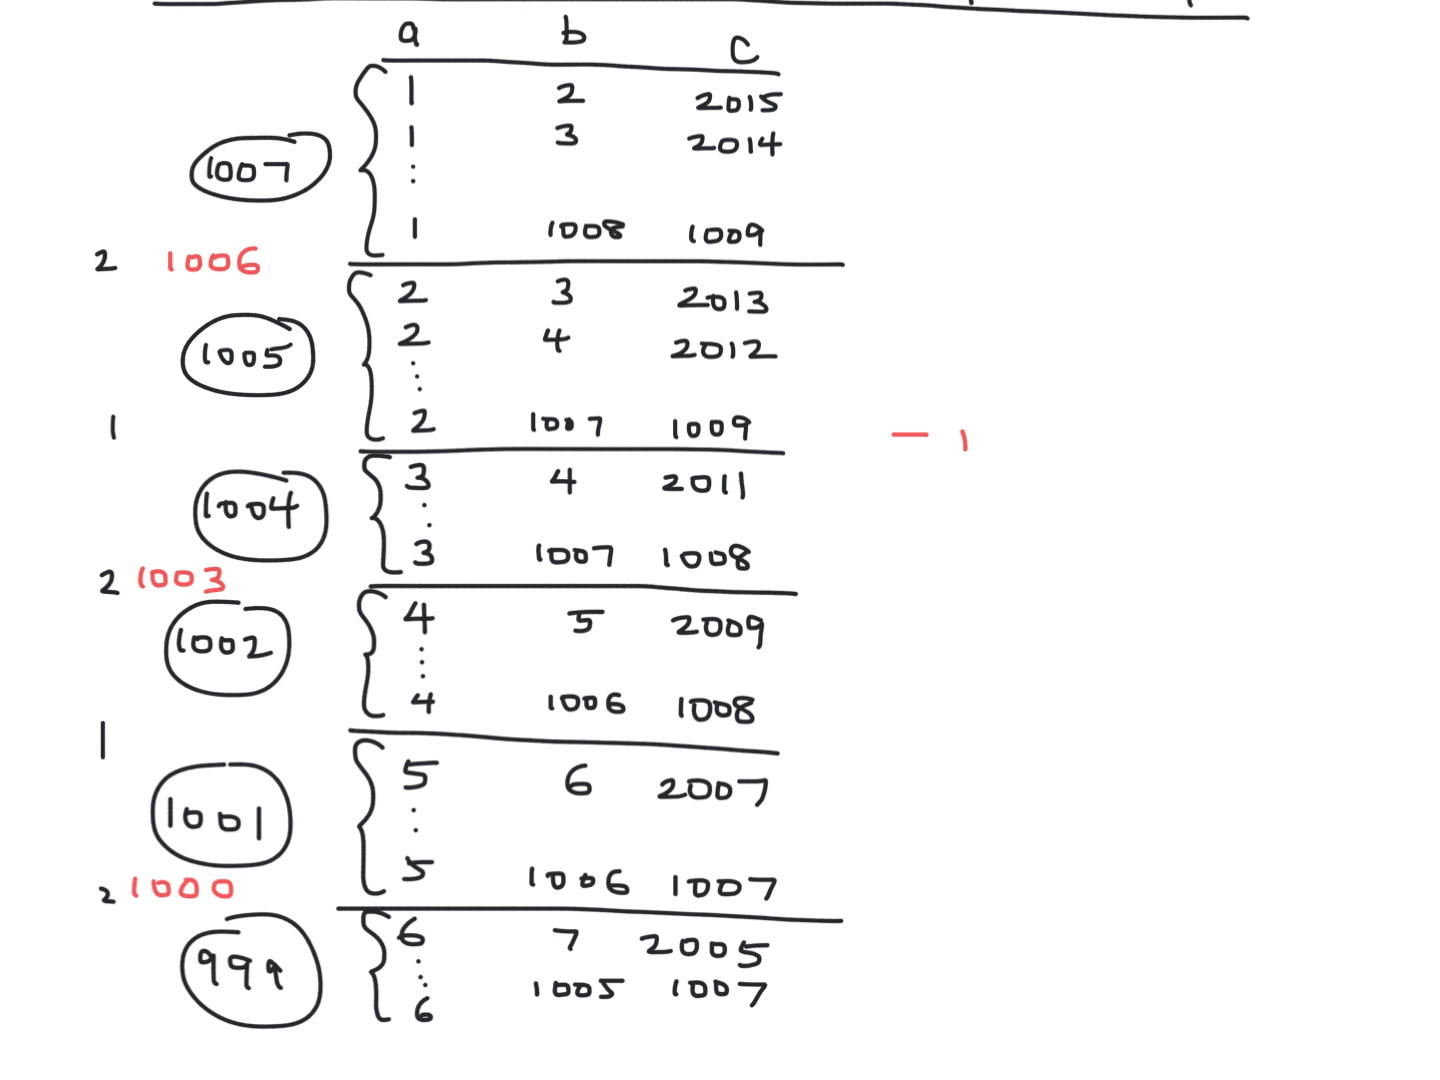 a b c
1 2 2015
1 3 2014
1007
1 1008 1009
2 1006
2 3 2013
1005
2 4 2012
2 1007 1009
1 - 1
3 4 2011
1004
3 1007 1008
2 1003
4 5 2009
1002
4 1006 1008
1
5 6 2007
1001
5 1006 1007
2 1000
6 7 2005
999
6 1005 1007